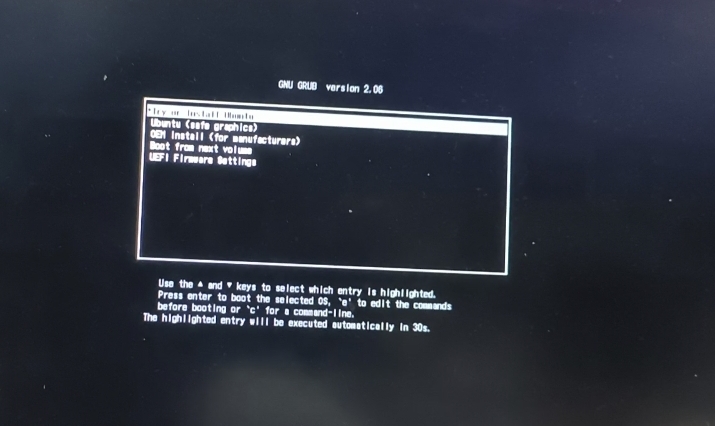 GNU GRUB version 2.06
*Try or Install Ubuntu
Ubuntu (safe graphics)
OEM install (for manufacturers)
Boot from next volume
UEFI Firmware Settings
Use the ▲ and ▼ keys to select which entry is highlighted.
Press enter to boot the selected OS, `e' to edit the commands
before booting or `c' for a command-line.
The highlighted entry will be executed automatically in 30s.